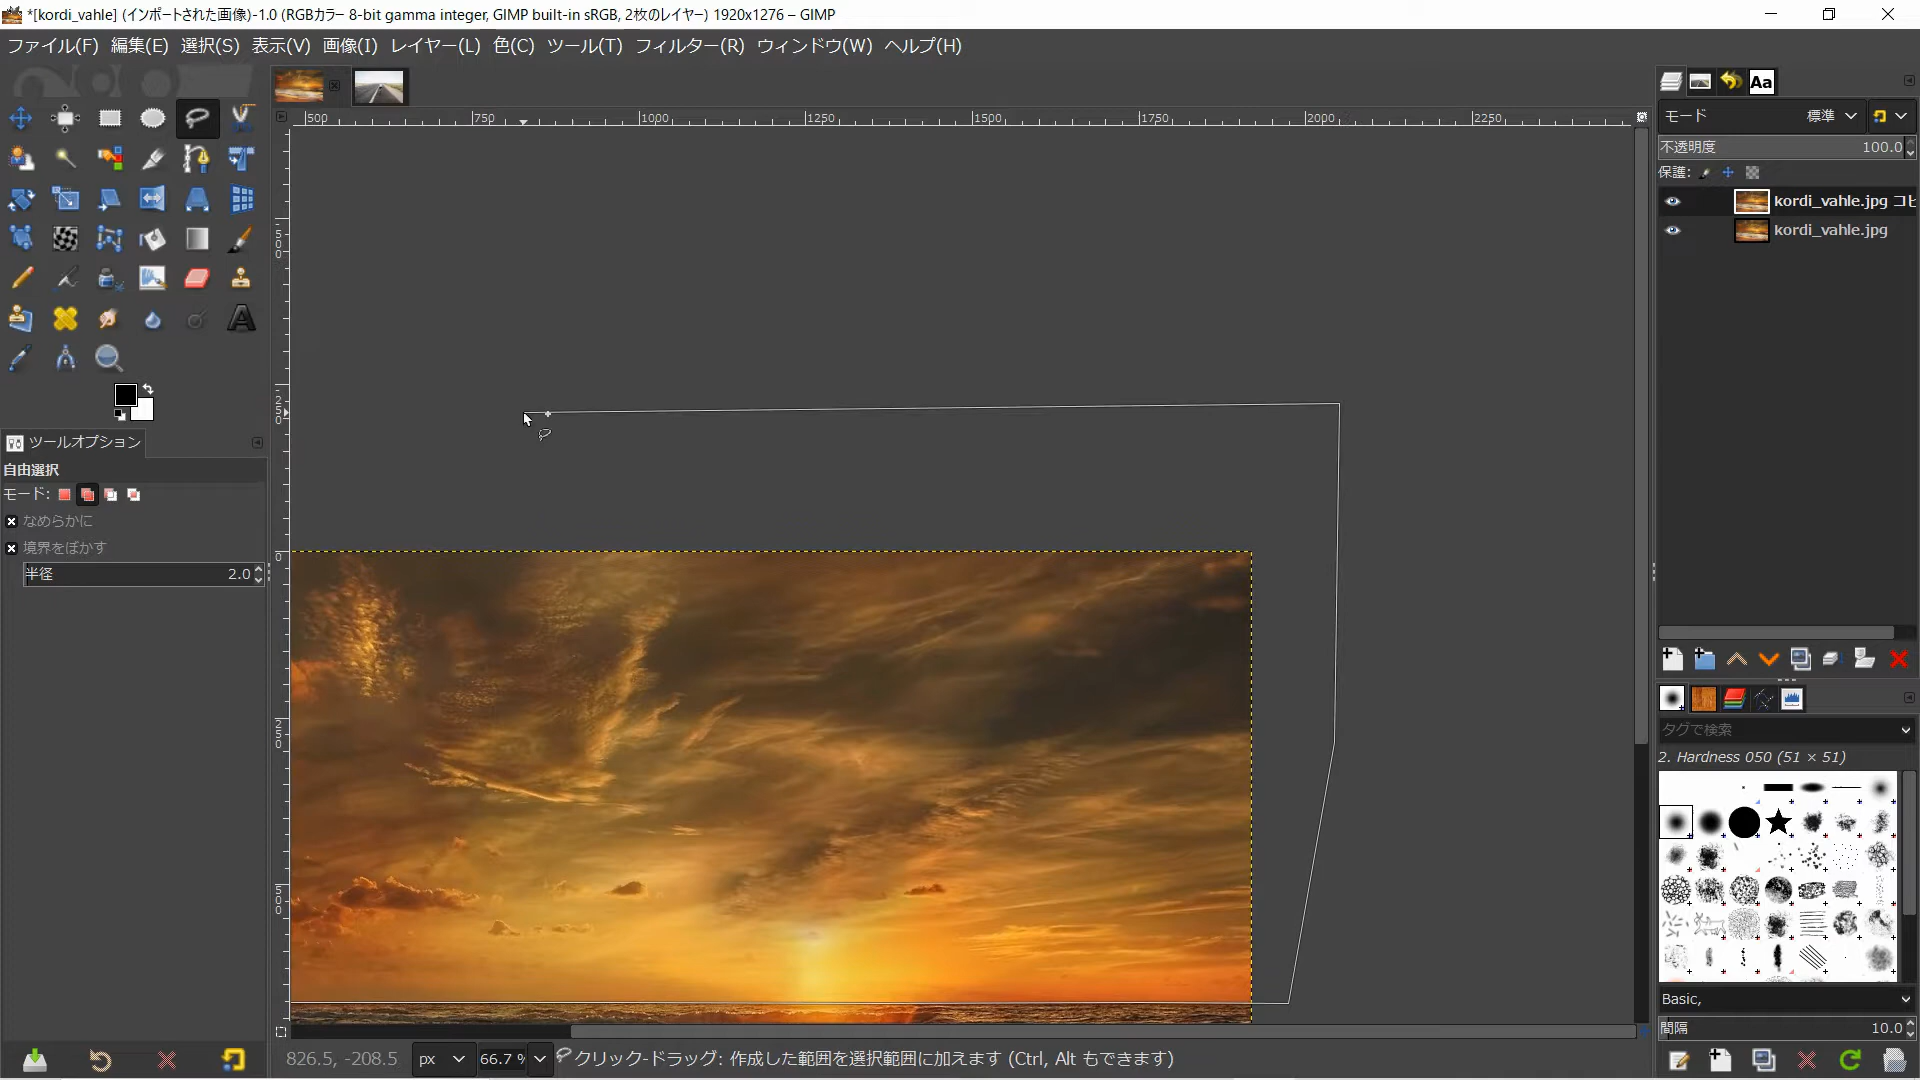 *[kordi_vahle] (インポートされた画像)-1.0 (RGBカラー 8-bit gamma integer, GIMP built-in sRGB, 2枚のレイヤー) 1920x1276 – GIMP
ファイル(F) 編集(E) 選択(S) 表示(V) 画像(I) レイヤー(L) 色(C) ツール(T) フィルター(R) ウィンドウ(W) ヘルプ(H)
Aa
500 750 1000 1250 1500 1750 2000 2250
モード 標準
不透明度 100.0
保護:
kordi_vahle.jpg コピ
kordi_vahle.jpg
500
250
0
250
500
ツールオプション
自由選択
モード:
なめらかに
境界をぼかす
半径 2.0
タグで検索
2. Hardness 050 (51 × 51)
Basic,
間隔 10.0
826.5, -208.5 px 66.7 % クリック-ドラッグ: 作成した範囲を選択範囲に加えます (Ctrl, Alt もできます)